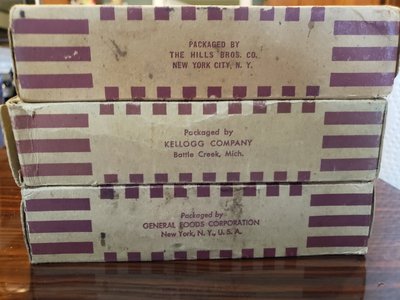 PACKAGED BY
THE HILLS BROS. CO.
NEW YORK CITY, N. Y.
Packaged by
KELLOGG COMPANY
Battle Creek, Mich.
Packaged by
GENERAL FOODS CORPORATION
New York, N. Y., U. S. A.